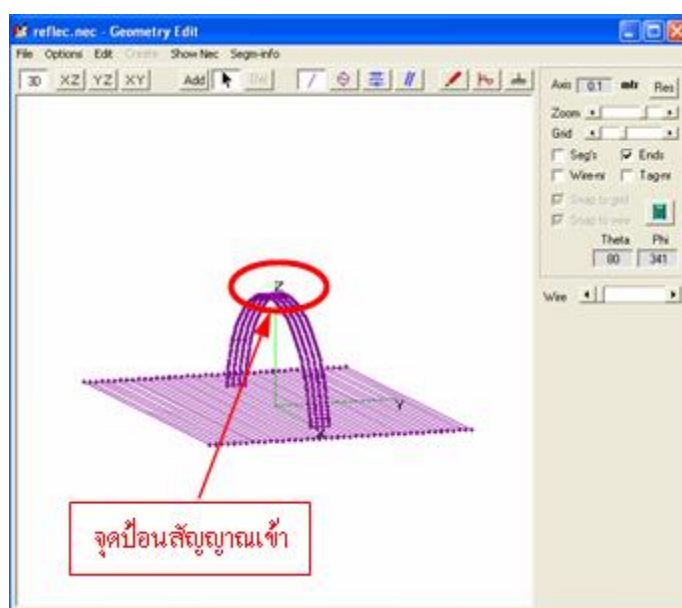 reflec.nec - Geometry Edit
File Options Edit Create Show Nec Segm-info
3D XZ YZ XY Add Del
Axis 0.1 mtr Res
Zoom
Grid
Seg's Ends
Wire-nr Tag-nr
Snap to grid
Snap to wire
Theta Phi
80 341
Wire
Z
Y
X
จุดป้อนสัญญาณเข้า